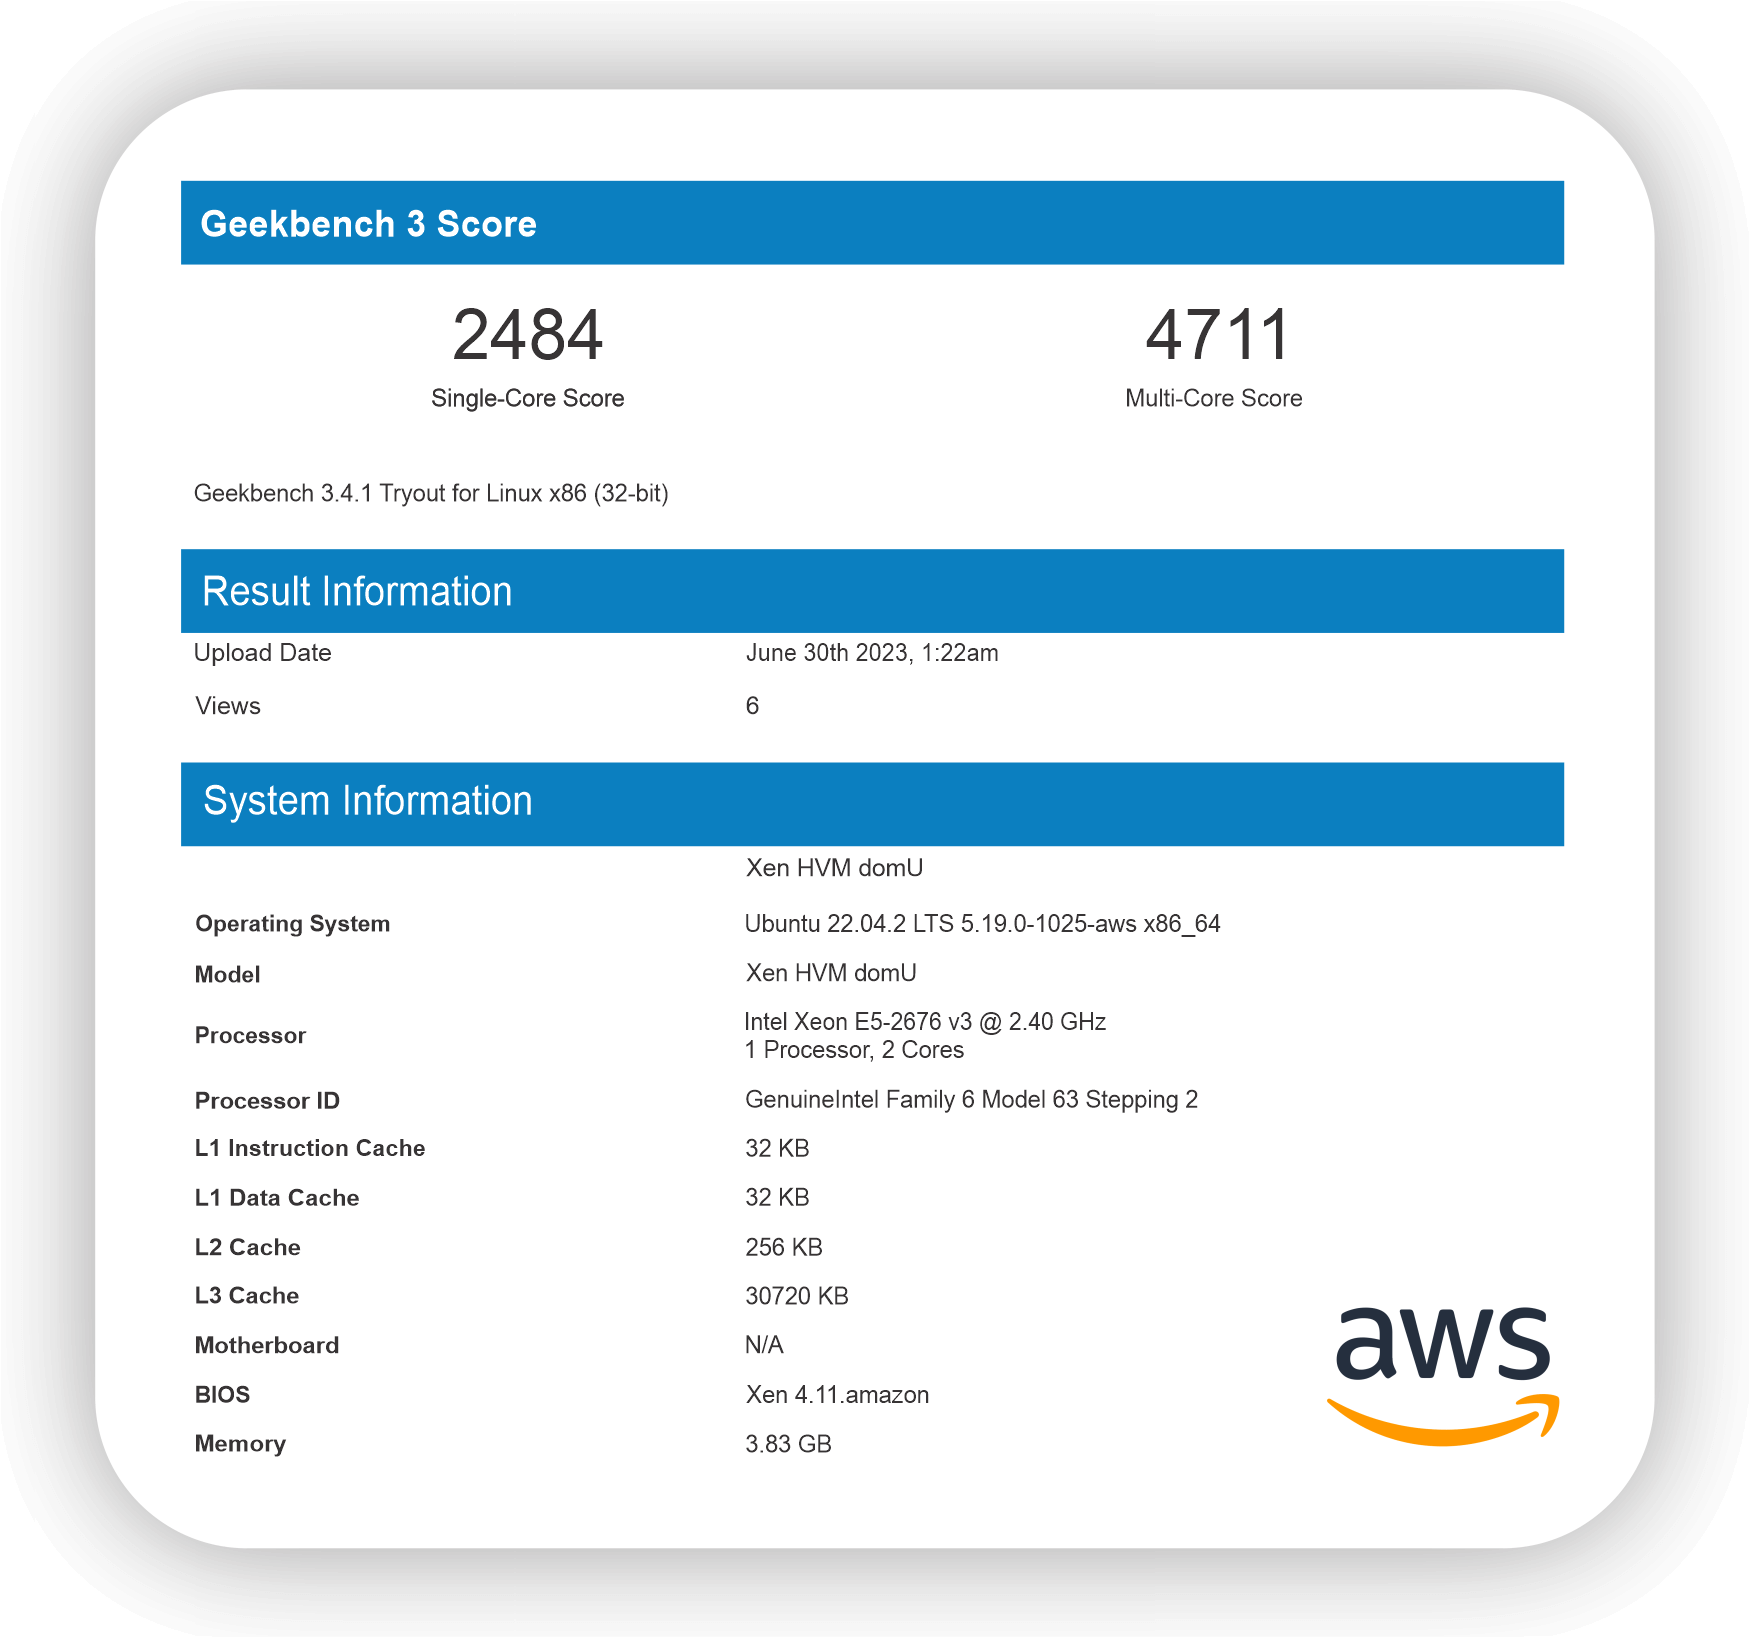 Geekbench 3 Score
2484 4711
Single-Core Score Multi-Core Score
Geekbench 3.4.1 Tryout for Linux x86 (32-bit)
Result Information
Upload Date June 30th 2023, 1:22am
Views 6
System Information
Xen HVM domU
Operating System Ubuntu 22.04.2 LTS 5.19.0-1025-aws x86_64
Model Xen HVM domU
Processor Intel Xeon E5-2676 v3 @ 2.40 GHz
1 Processor, 2 Cores
Processor ID GenuineIntel Family 6 Model 63 Stepping 2
L1 Instruction Cache 32 KB
L1 Data Cache 32 KB
L2 Cache 256 KB
L3 Cache 30720 KB
Motherboard N/A
BIOS Xen 4.11.amazon
Memory 3.83 GB
aws